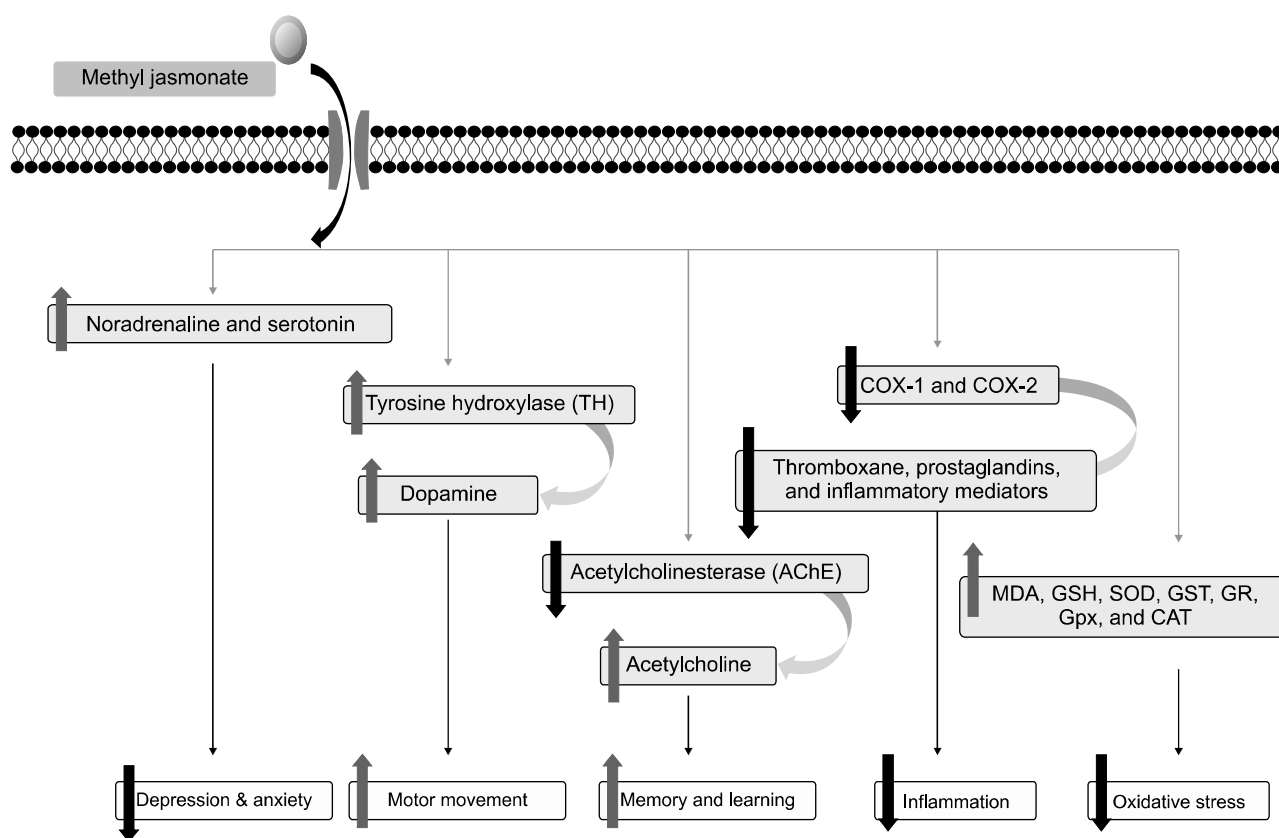 Methyl jasmonate
Noradrenaline and serotonin
Tyrosine hydroxylase (TH)
Dopamine
Acetylcholinesterase (AChE)
Acetylcholine
COX-1 and COX-2
Thromboxane, prostaglandins,
and inflammatory mediators
MDA, GSH, SOD, GST, GR,
Gpx, and CAT
Depression & anxiety
Motor movement
Memory and learning
Inflammation
Oxidative stress